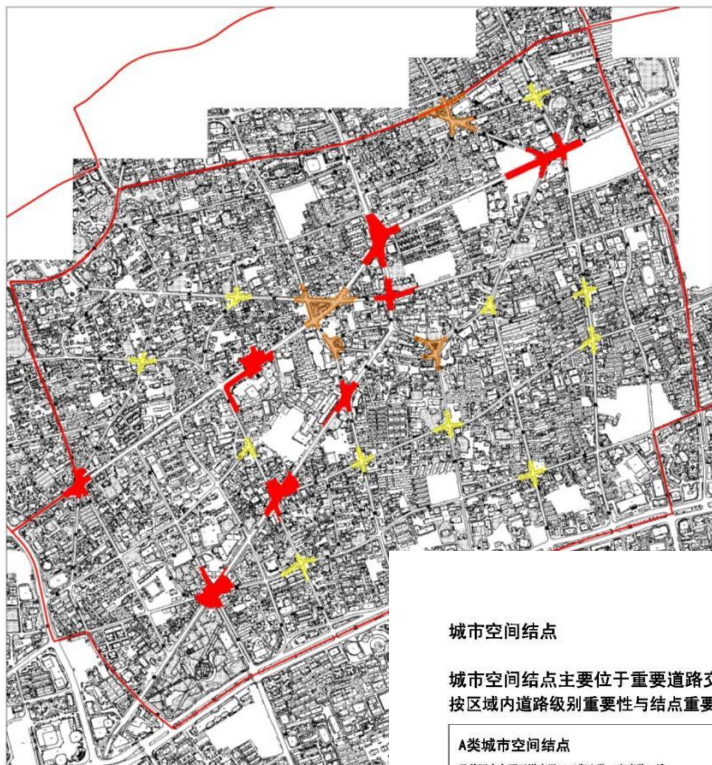 城市空间结点
城市空间结点主要位于重要道路交
按区域内道路级别重要性与结点重要
A类城市空间结点